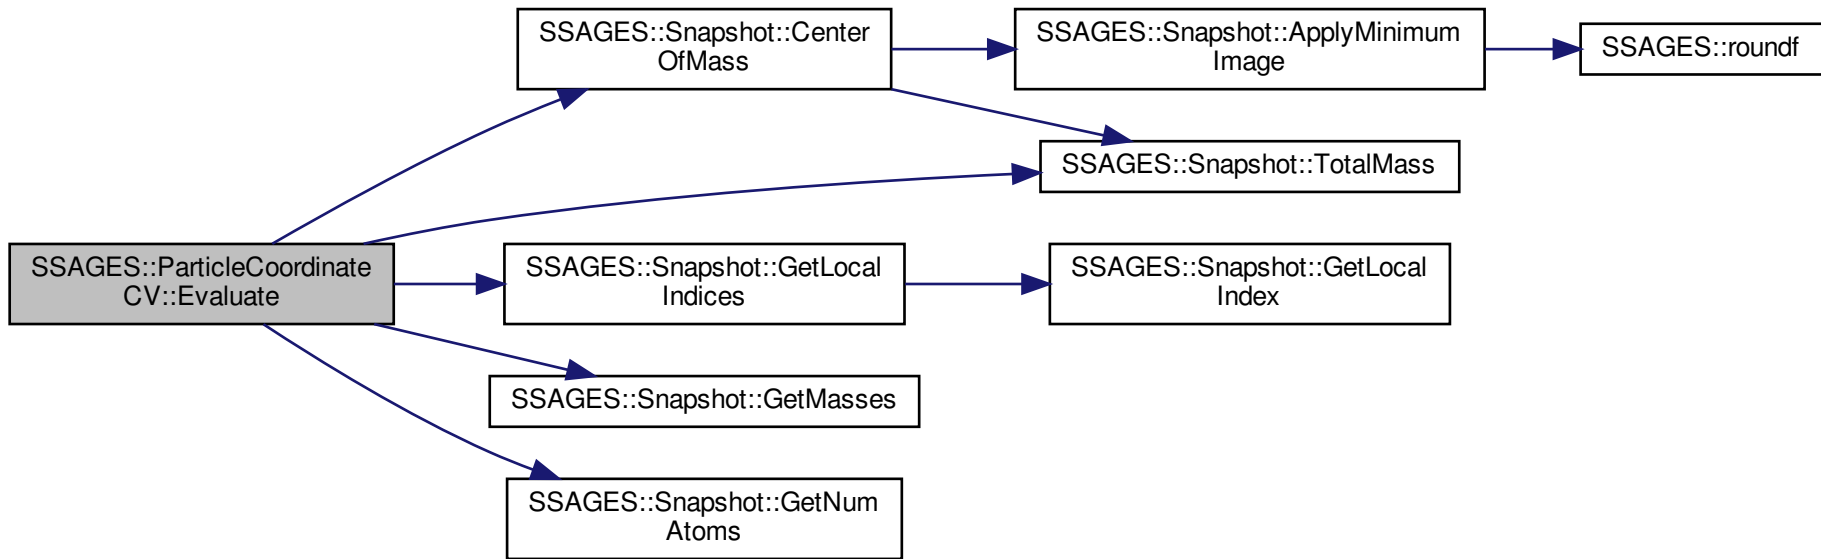 SSAGES::Snapshot::Center
OfMass
SSAGES::Snapshot::ApplyMinimum
Image
SSAGES::roundf
SSAGES::Snapshot::TotalMass
SSAGES::ParticleCoordinate
CV::Evaluate
SSAGES::Snapshot::GetLocal
Indices
SSAGES::Snapshot::GetLocal
Index
SSAGES::Snapshot::GetMasses
SSAGES::Snapshot::GetNum
Atoms